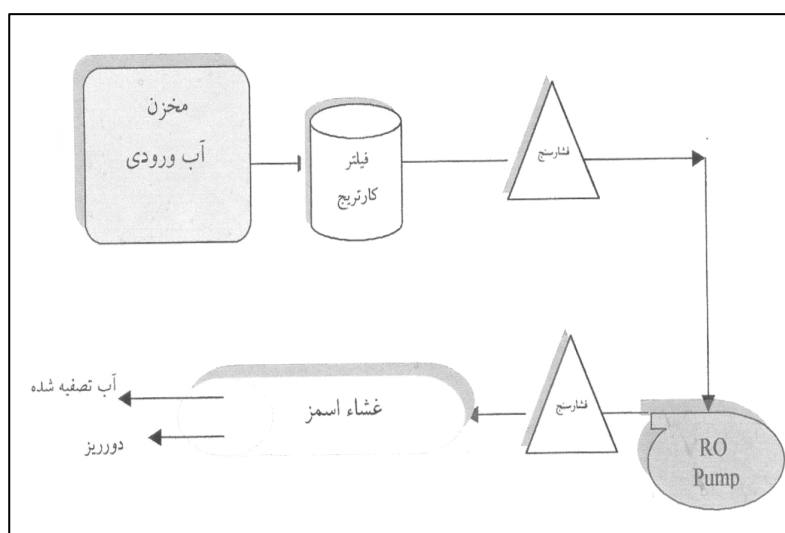 مخزن
آب ورودی
فیلتر
کارتریج
فشارسنج
RO
Pump
فشارسنج
غشاء اسمز
آب تصفیه شده
دورریز